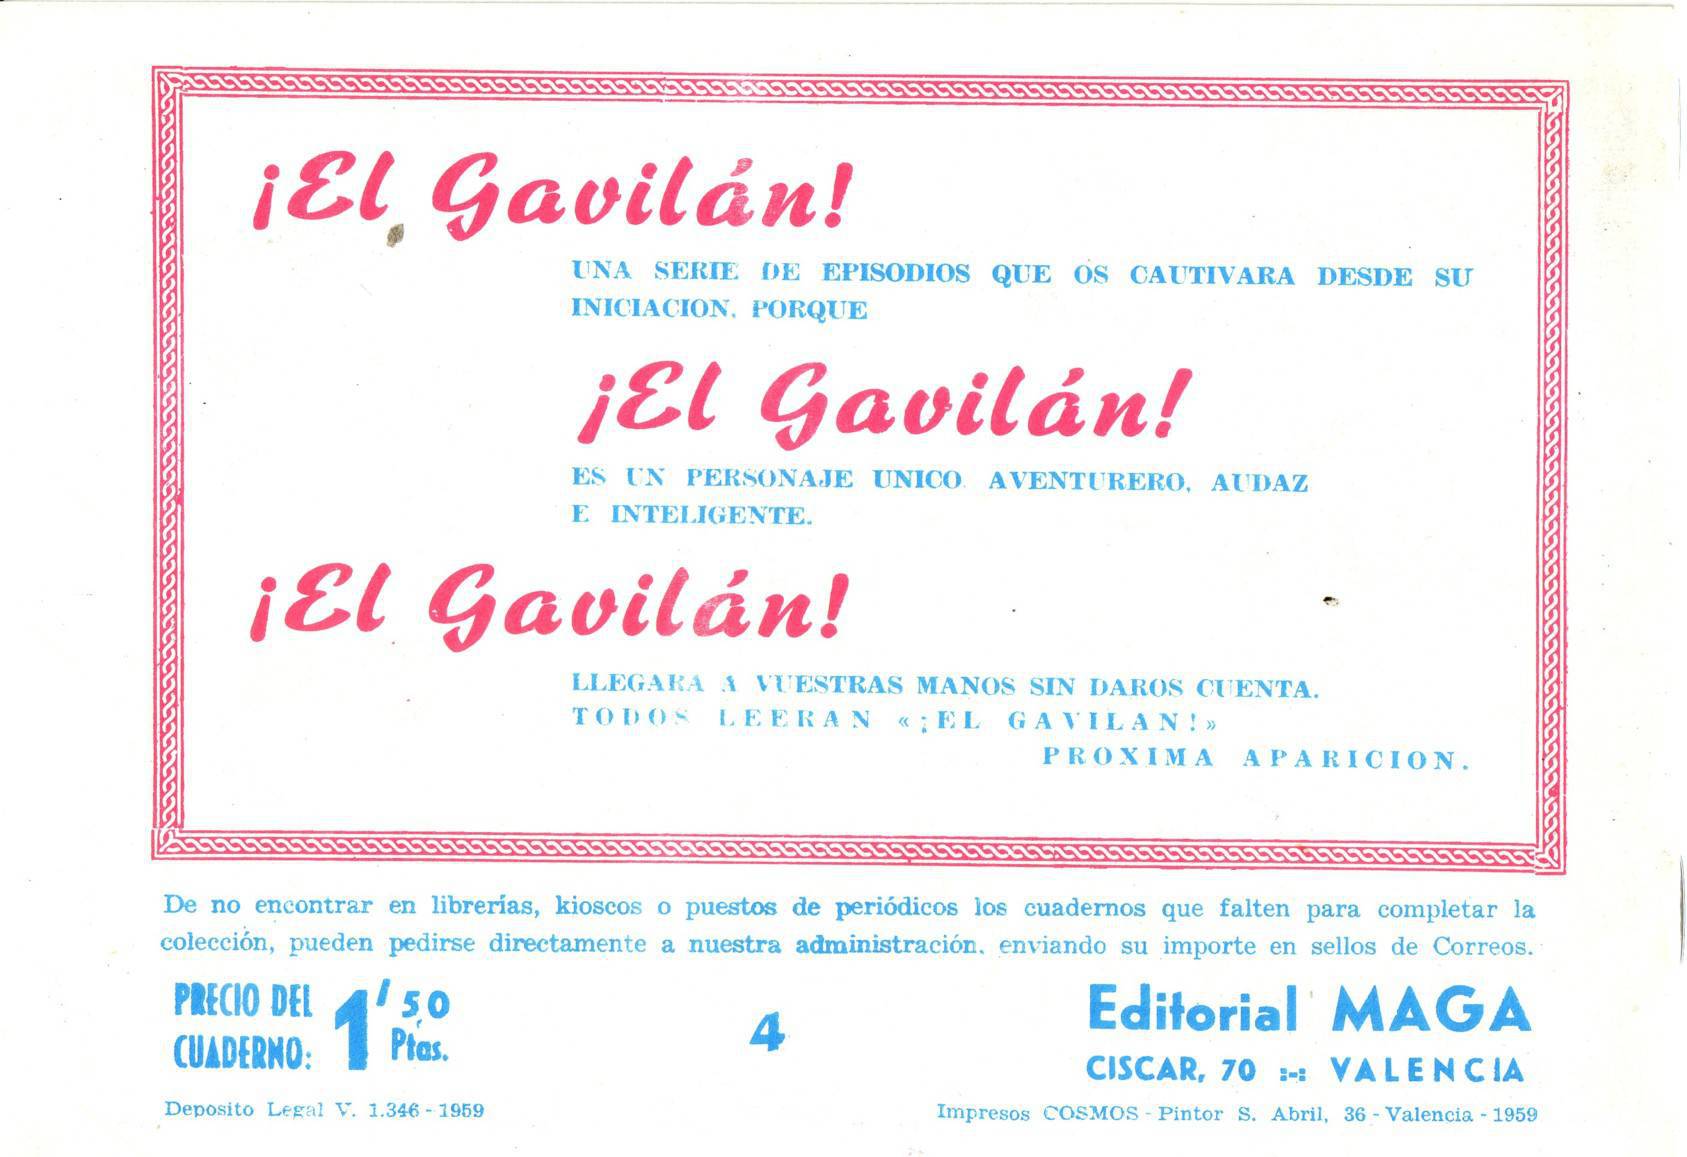 ¡El Gavilán!
UNA SERIE DE EPISODIOS QUE OS CAUTIVARA DESDE SU
INICIACION. PORQUE
¡El Gavilán!
ES UN PERSONAJE UNICO. AVENTURERO, AUDAZ
E INTELIGENTE.
¡El Gavilán!
LLEGARA A VUESTRAS MANOS SIN DAROS CUENTA.
TODOS LEERAN «¡EL GAVILAN!»
PROXIMA APARICION.
De no encontrar en librerías, kioscos o puestos de periódicos los cuadernos que falten para completar la
colección, pueden pedirse directamente a nuestra administración, enviando su importe en sellos de Correos.
PRECIO DEL
CUADERNO:
1'50
Ptas.
4
Editorial MAGA
CISCAR, 70 :-: VALENCIA
Deposito Legal V. 1.346 - 1959
Impresos COSMOS - Pintor S. Abril, 36 - Valencia - 1959